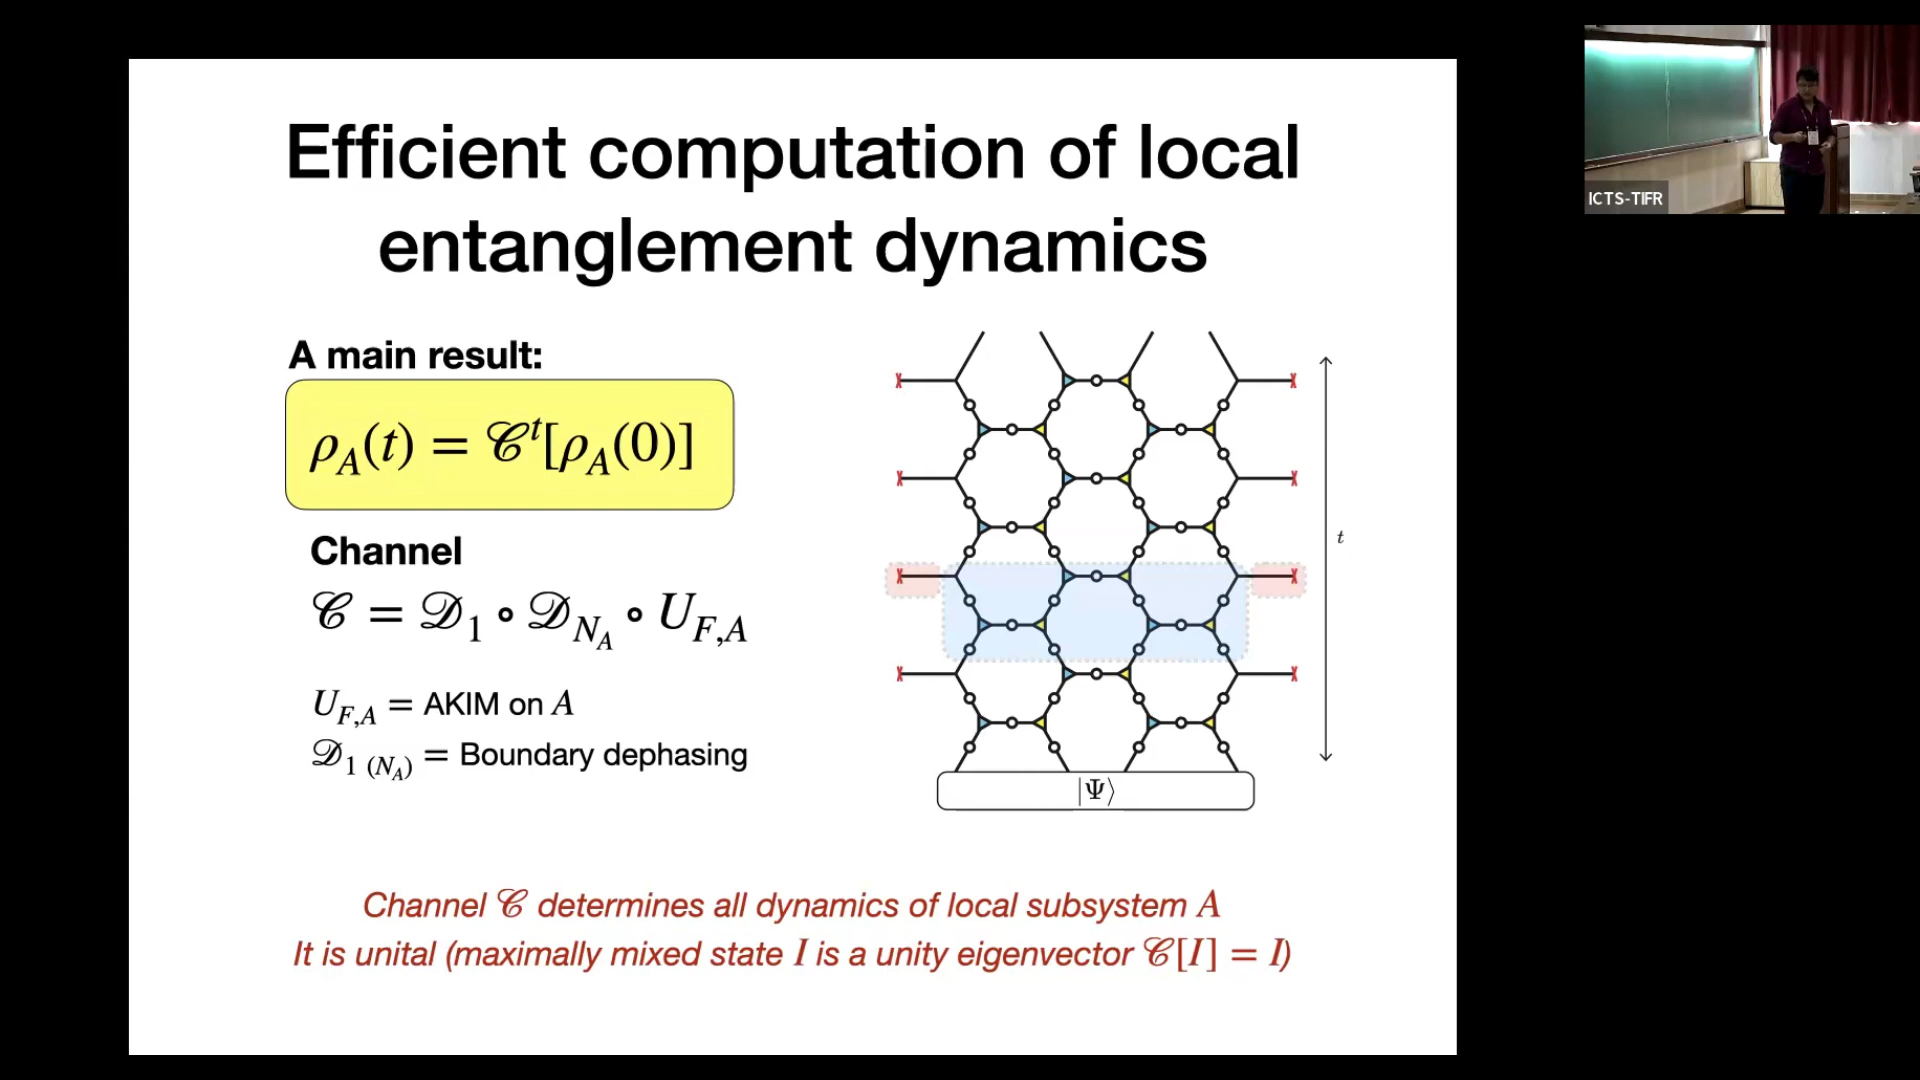 Efficient computation of local
entanglement dynamics
A main result:
ρ_A(t) = 𝒞^t[ρ_A(0)]
Channel
𝒞 = 𝒟_1 ∘ 𝒟_{N_A} ∘ U_{F,A}
U_{F,A} = AKIM on A
𝒟_{1 (N_A)} = Boundary dephasing
t
|Ψ⟩
Channel 𝒞 determines all dynamics of local subsystem A
It is unital (maximally mixed state I is a unity eigenvector 𝒞[I] = I)
ICTS-TIFR